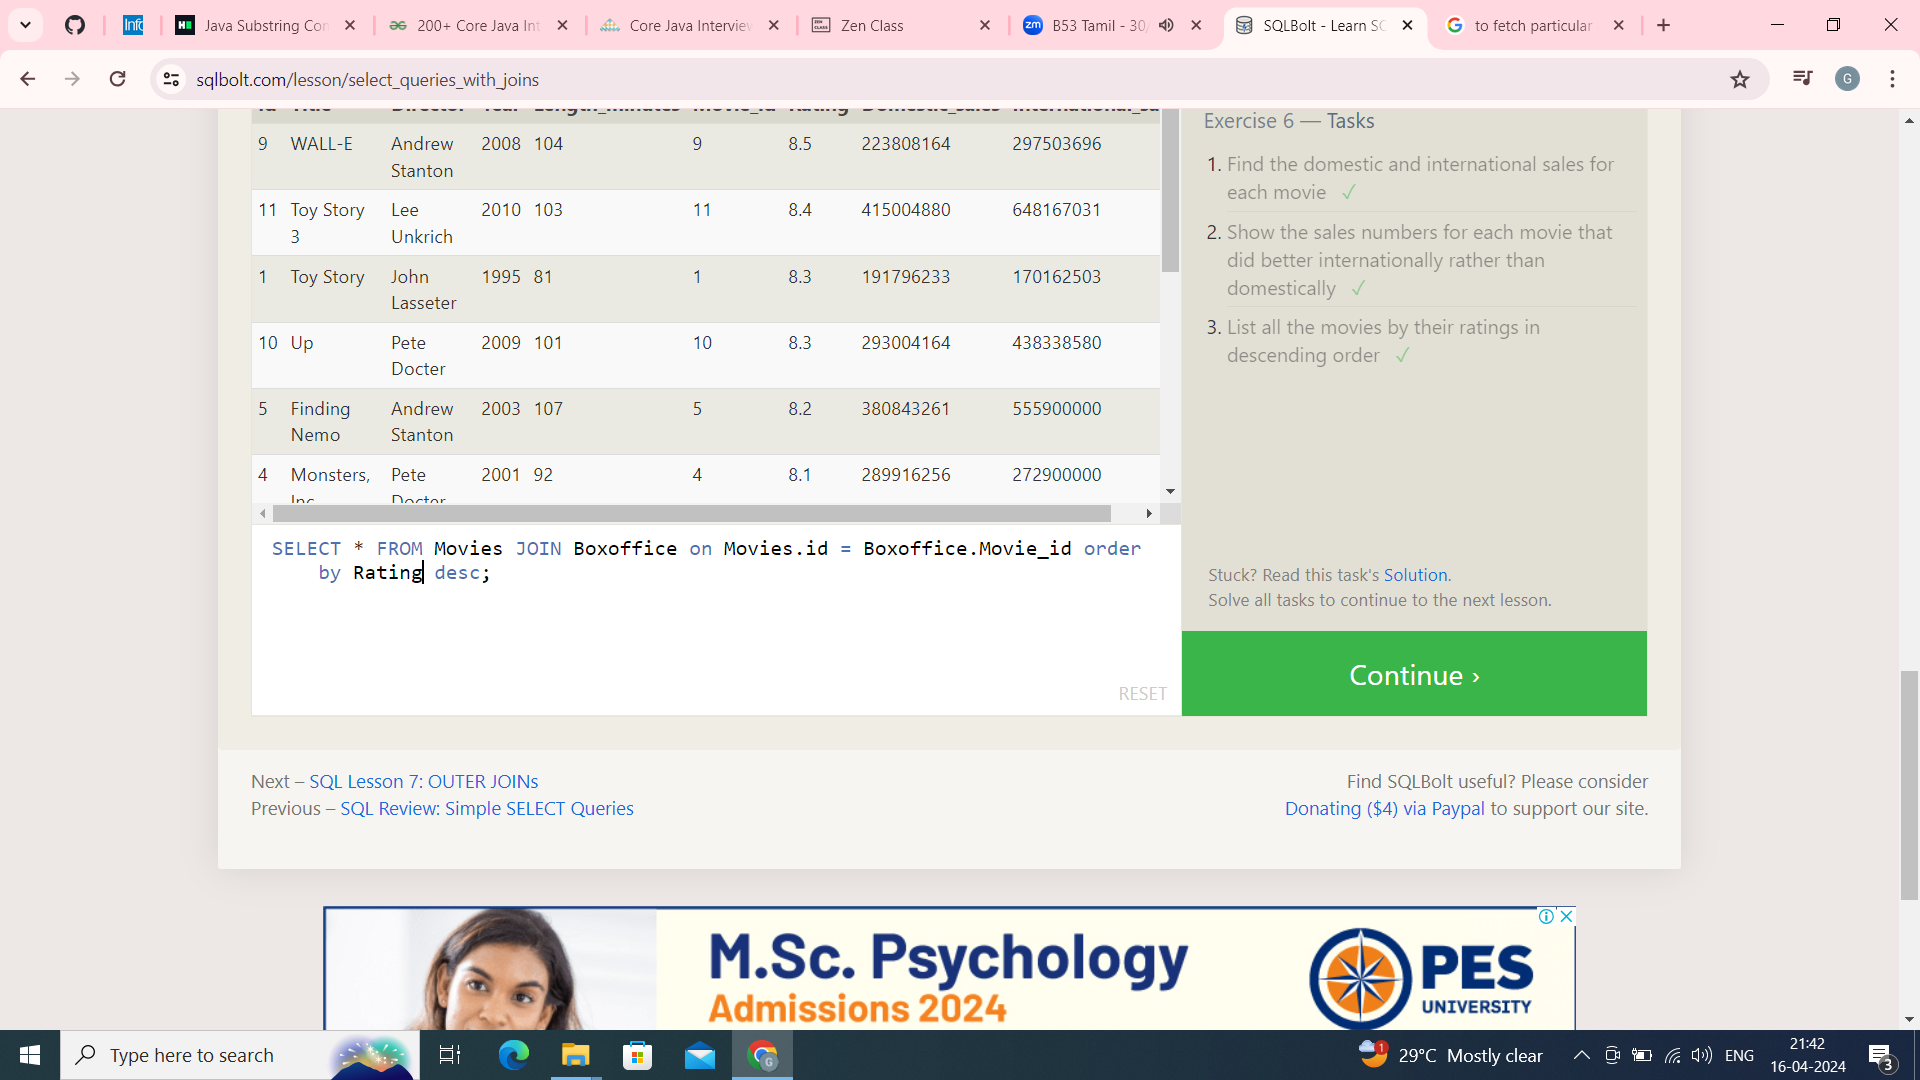 Info
Java Substring Con
200+ Core Java Int
Core Java Interview
Zen Class
zm
B53 Tamil - 30/
SQLBolt - Learn SQ
to fetch particular
sqlbolt.com/lesson/select_queries_with_joins
G
Id Title Director Year Length_minutes Movie_id Rating Domestic_sales International_sa
9 WALL-E Andrew Stanton 2008 104 9 8.5 223808164 297503696
11 Toy Story 3 Lee Unkrich 2010 103 11 8.4 415004880 648167031
1 Toy Story John Lasseter 1995 81 1 8.3 191796233 170162503
10 Up Pete Docter 2009 101 10 8.3 293004164 438338580
5 Finding Nemo Andrew Stanton 2003 107 5 8.2 380843261 555900000
4 Monsters, Inc. Pete Docter 2001 92 4 8.1 289916256 272900000
SELECT * FROM Movies JOIN Boxoffice on Movies.id = Boxoffice.Movie_id order
by Rating desc;
RESET
Exercise 6 — Tasks
1. Find the domestic and international sales for
each movie ✓
2. Show the sales numbers for each movie that
did better internationally rather than
domestically ✓
3. List all the movies by their ratings in
descending order ✓
Stuck? Read this task's Solution.
Solve all tasks to continue to the next lesson.
Continue ›
Next – SQL Lesson 7: OUTER JOINs
Previous – SQL Review: Simple SELECT Queries
Find SQLBolt useful? Please consider
Donating ($4) via Paypal to support our site.
M.Sc. Psychology
Admissions 2024
PES
UNIVERSITY
Type here to search
G
1
29°C Mostly clear
ENG
21:42
16-04-2024
3